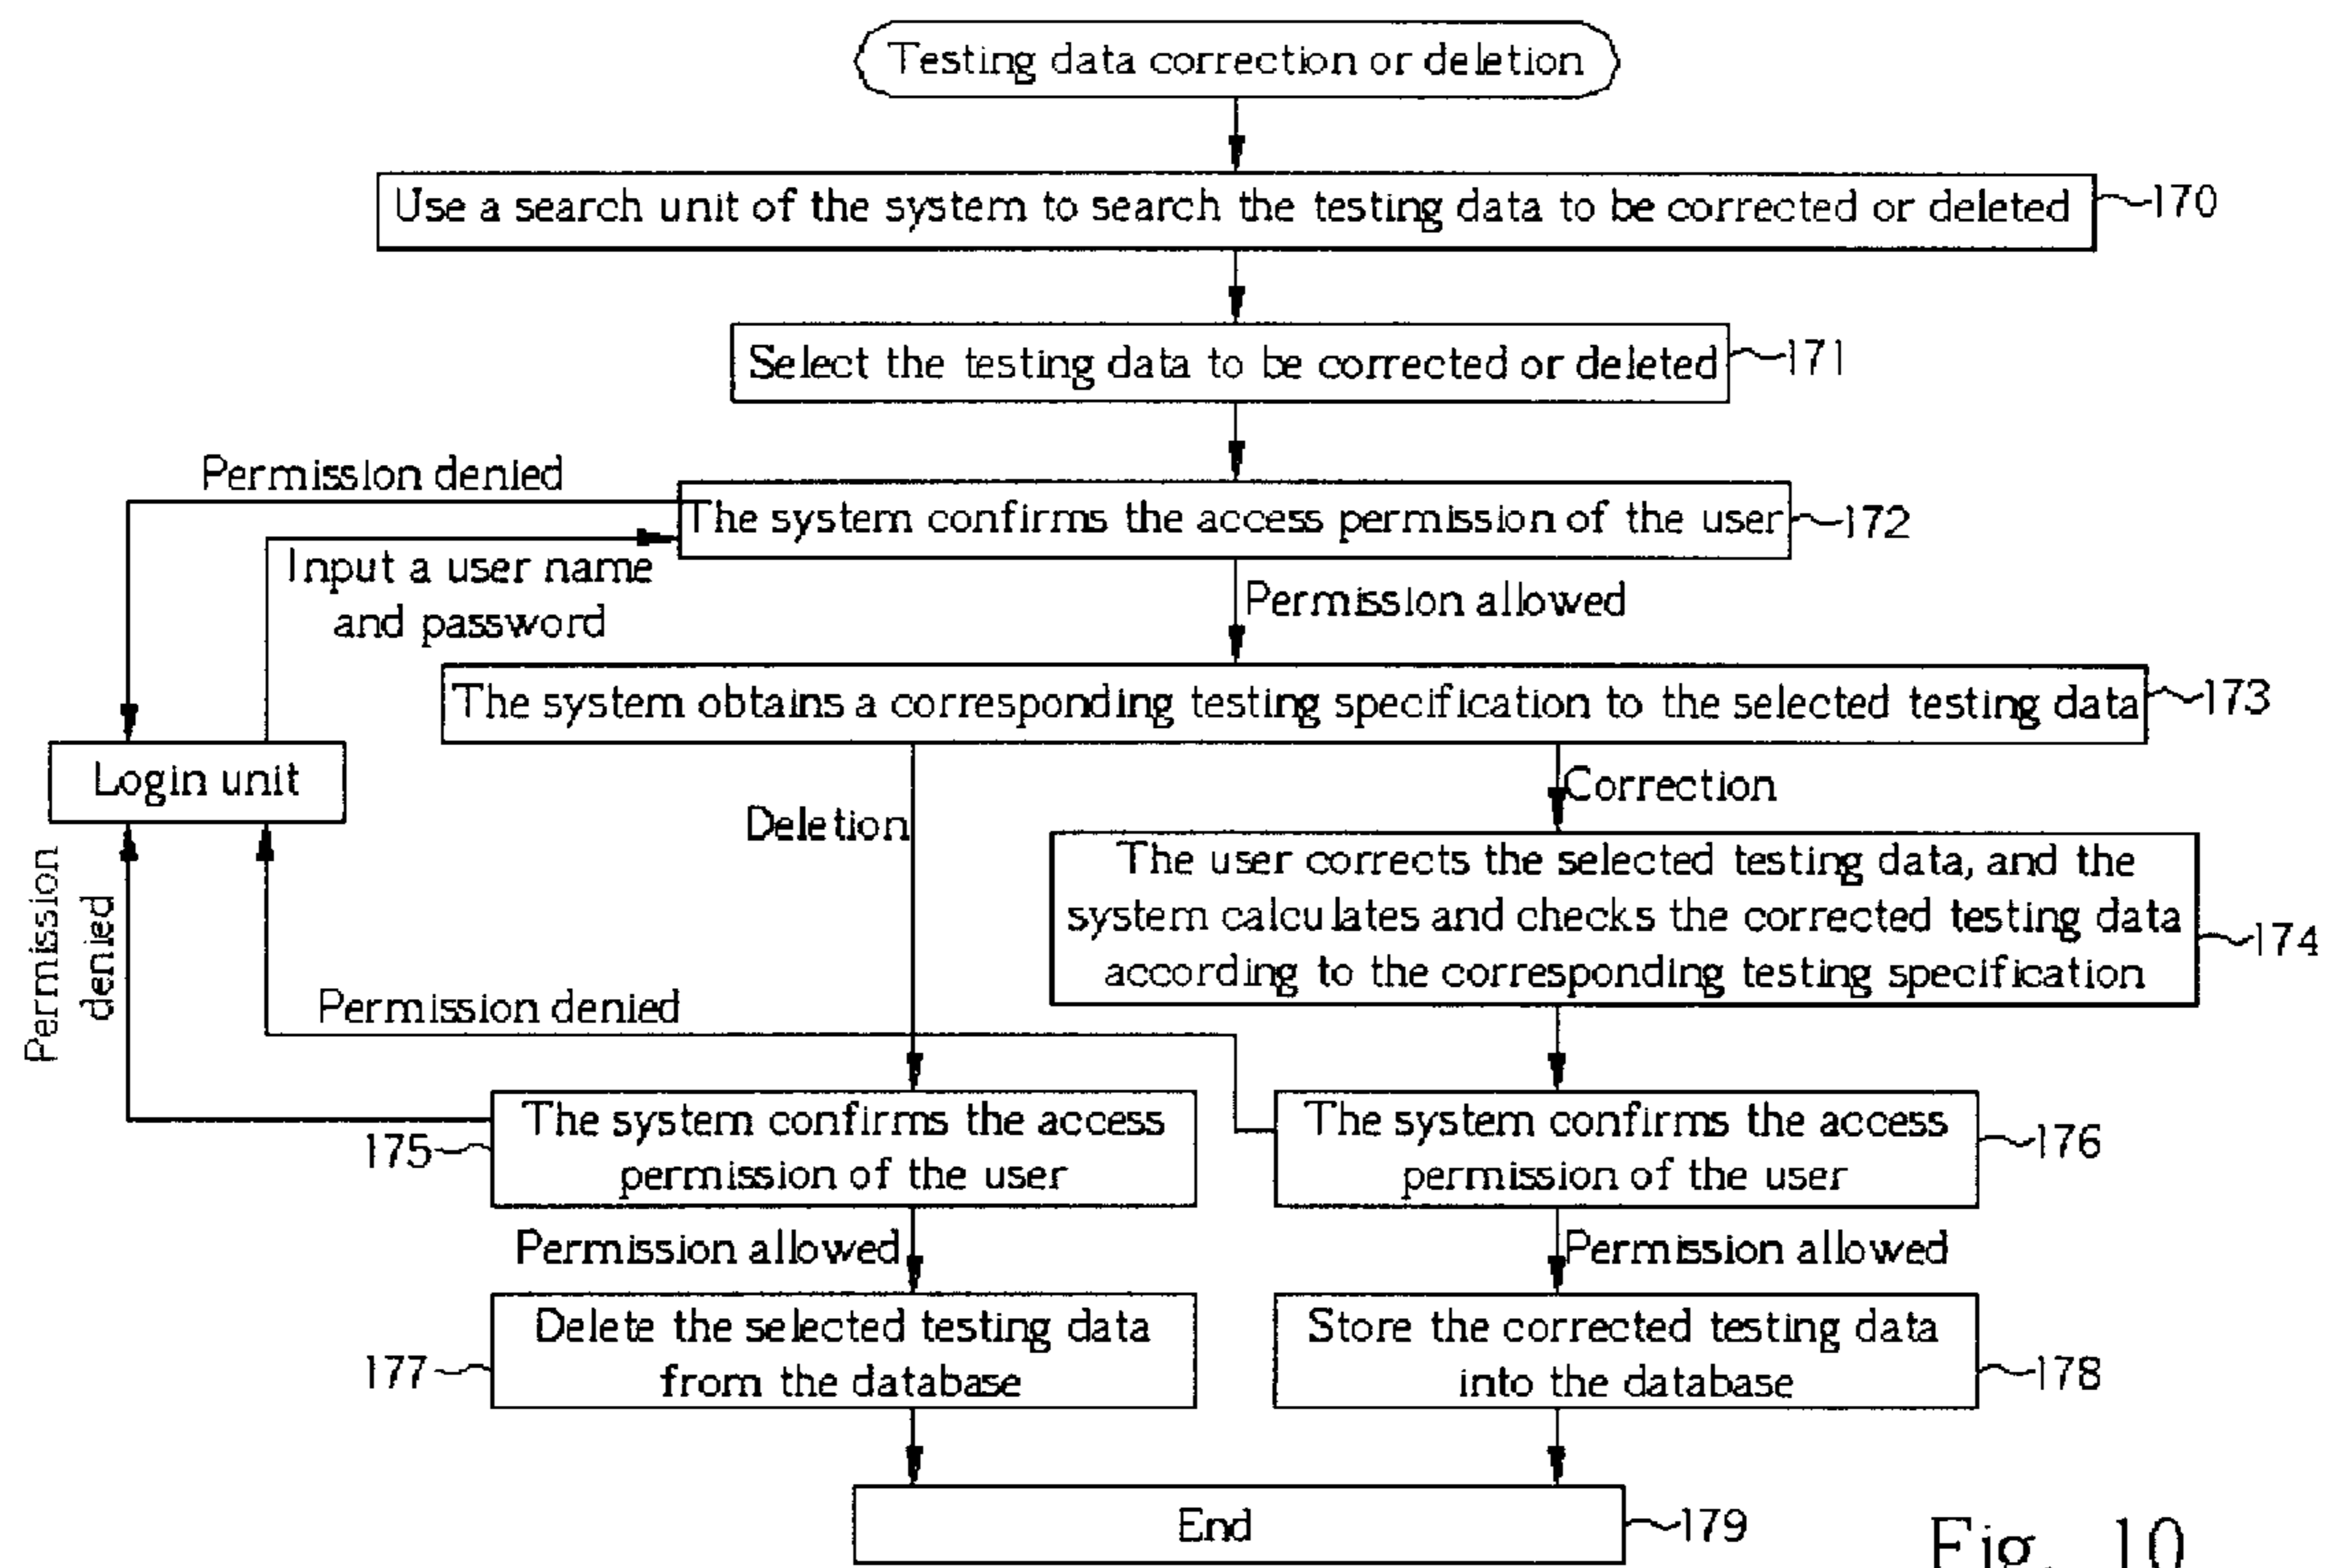 Testing data correction or deletion
Use a search unit of the system to search the testing data to be corrected or deleted
170
Select the testing data to be corrected or deleted
171
Permission denied
The system confirms the access permission of the user
172
Input a user name
and password
Permission allowed
The system obtains a corresponding testing specification to the selected testing data
173
Login unit
Correction
Deletion
The user corrects the selected testing data, and the
system calculates and checks the corrected testing data
according to the corresponding testing specification
174
Permission
denied
Permission denied
The system confirms the access
permission of the user
175
The system confirms the access
permission of the user
176
Permission allowed
Permission allowed
Delete the selected testing data
from the database
177
Store the corrected testing data
into the database
178
End
179
Fig. 10